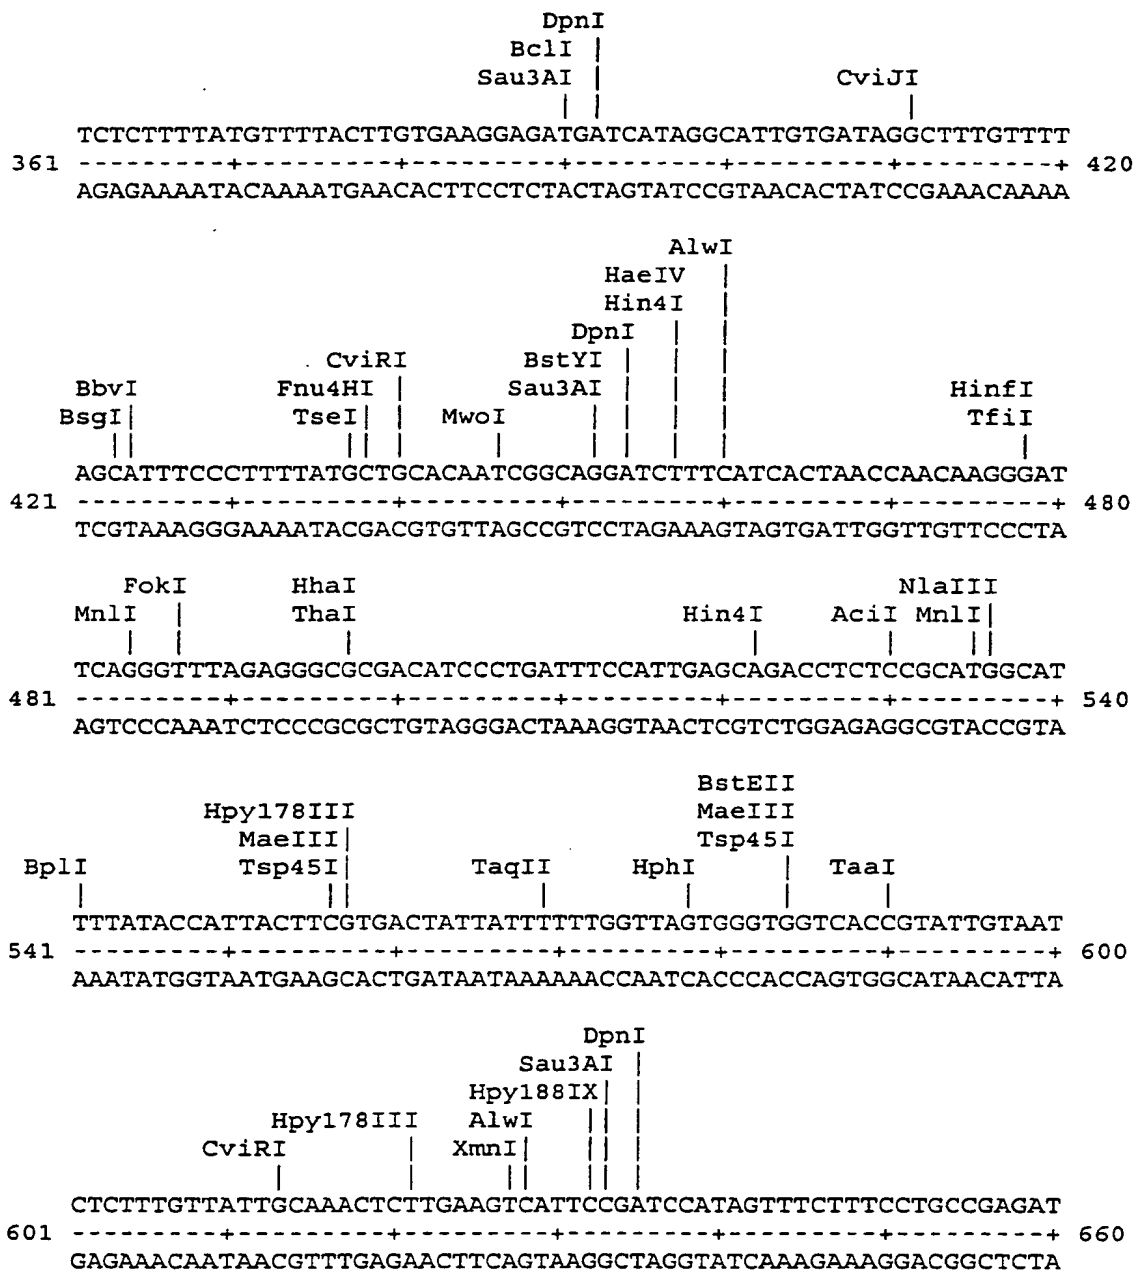 DpnI
BclI |
Sau3AI | CviJI
TCTCTTTTATGTTTTACTTGTGAAGGAGATGATCATAGGCATTGTGATAGGCTTTGTTTT
361 ---------+---------+---------+---------+---------+---------+ 420
AGAGAAAATACAAAATGAACACTTCCTCTACTAGTATCCGTAACACTATCCGAAACAAAA
AlwI
HaeIV
Hin4I
DpnI
CviRI BstYI
BbvI Fnu4HI Sau3AI HinfI
BsgI TseI MwoI TfiI
AGCATTTCCCTTTTATGCTGCACAATCGGCAGGATCTTTCATCACTAACCAACAAGGGAT
421 ---------+---------+---------+---------+---------+---------+ 480
TCGTAAAGGGAAAATACGACGTGTTAGCCGTCCTAGAAAGTAGTGATTGGTTGTTCCCTA
FokI HhaI NlaIII
MnlI ThaI Hin4I AciI MnlI
TCAGGGTTTAGAGGGCGCGACATCCCTGATTTCCATTGAGCAGACCTCTCCGCATGGCAT
481 ---------+---------+---------+---------+---------+---------+ 540
AGTCCCAAATCTCCCGCGCTGTAGGGACTAAAGGTAACTCGTCTGGAGAGGCGTACCGTA
BstEII
Hpy178III MaeIII
MaeIII Tsp45I
BplI Tsp45I TaqII HphI TaaI
TTTATACCATTACTTCGTGACTATTATTTTTTGGTTAGTGGGTGGTCACCGTATTGTAAT
541 ---------+---------+---------+---------+---------+---------+ 600
AAATATGGTAATGAAGCACTGATAATAAAAAACCAATCACCCACCAGTGGCATAACATTA
DpnI
Sau3AI
Hpy188IX
Hpy178III AlwI
CviRI XmnI
CTCTTTGTTATTGCAAACTCTTGAAGTCATTCCGATCCATAGTTTCTTTCCTGCCGAGAT
601 ---------+---------+---------+---------+---------+---------+ 660
GAGAAACAATAACGTTTGAGAACTTCAGTAAGGCTAGGTATCAAAGAAAGGACGGCTCTA